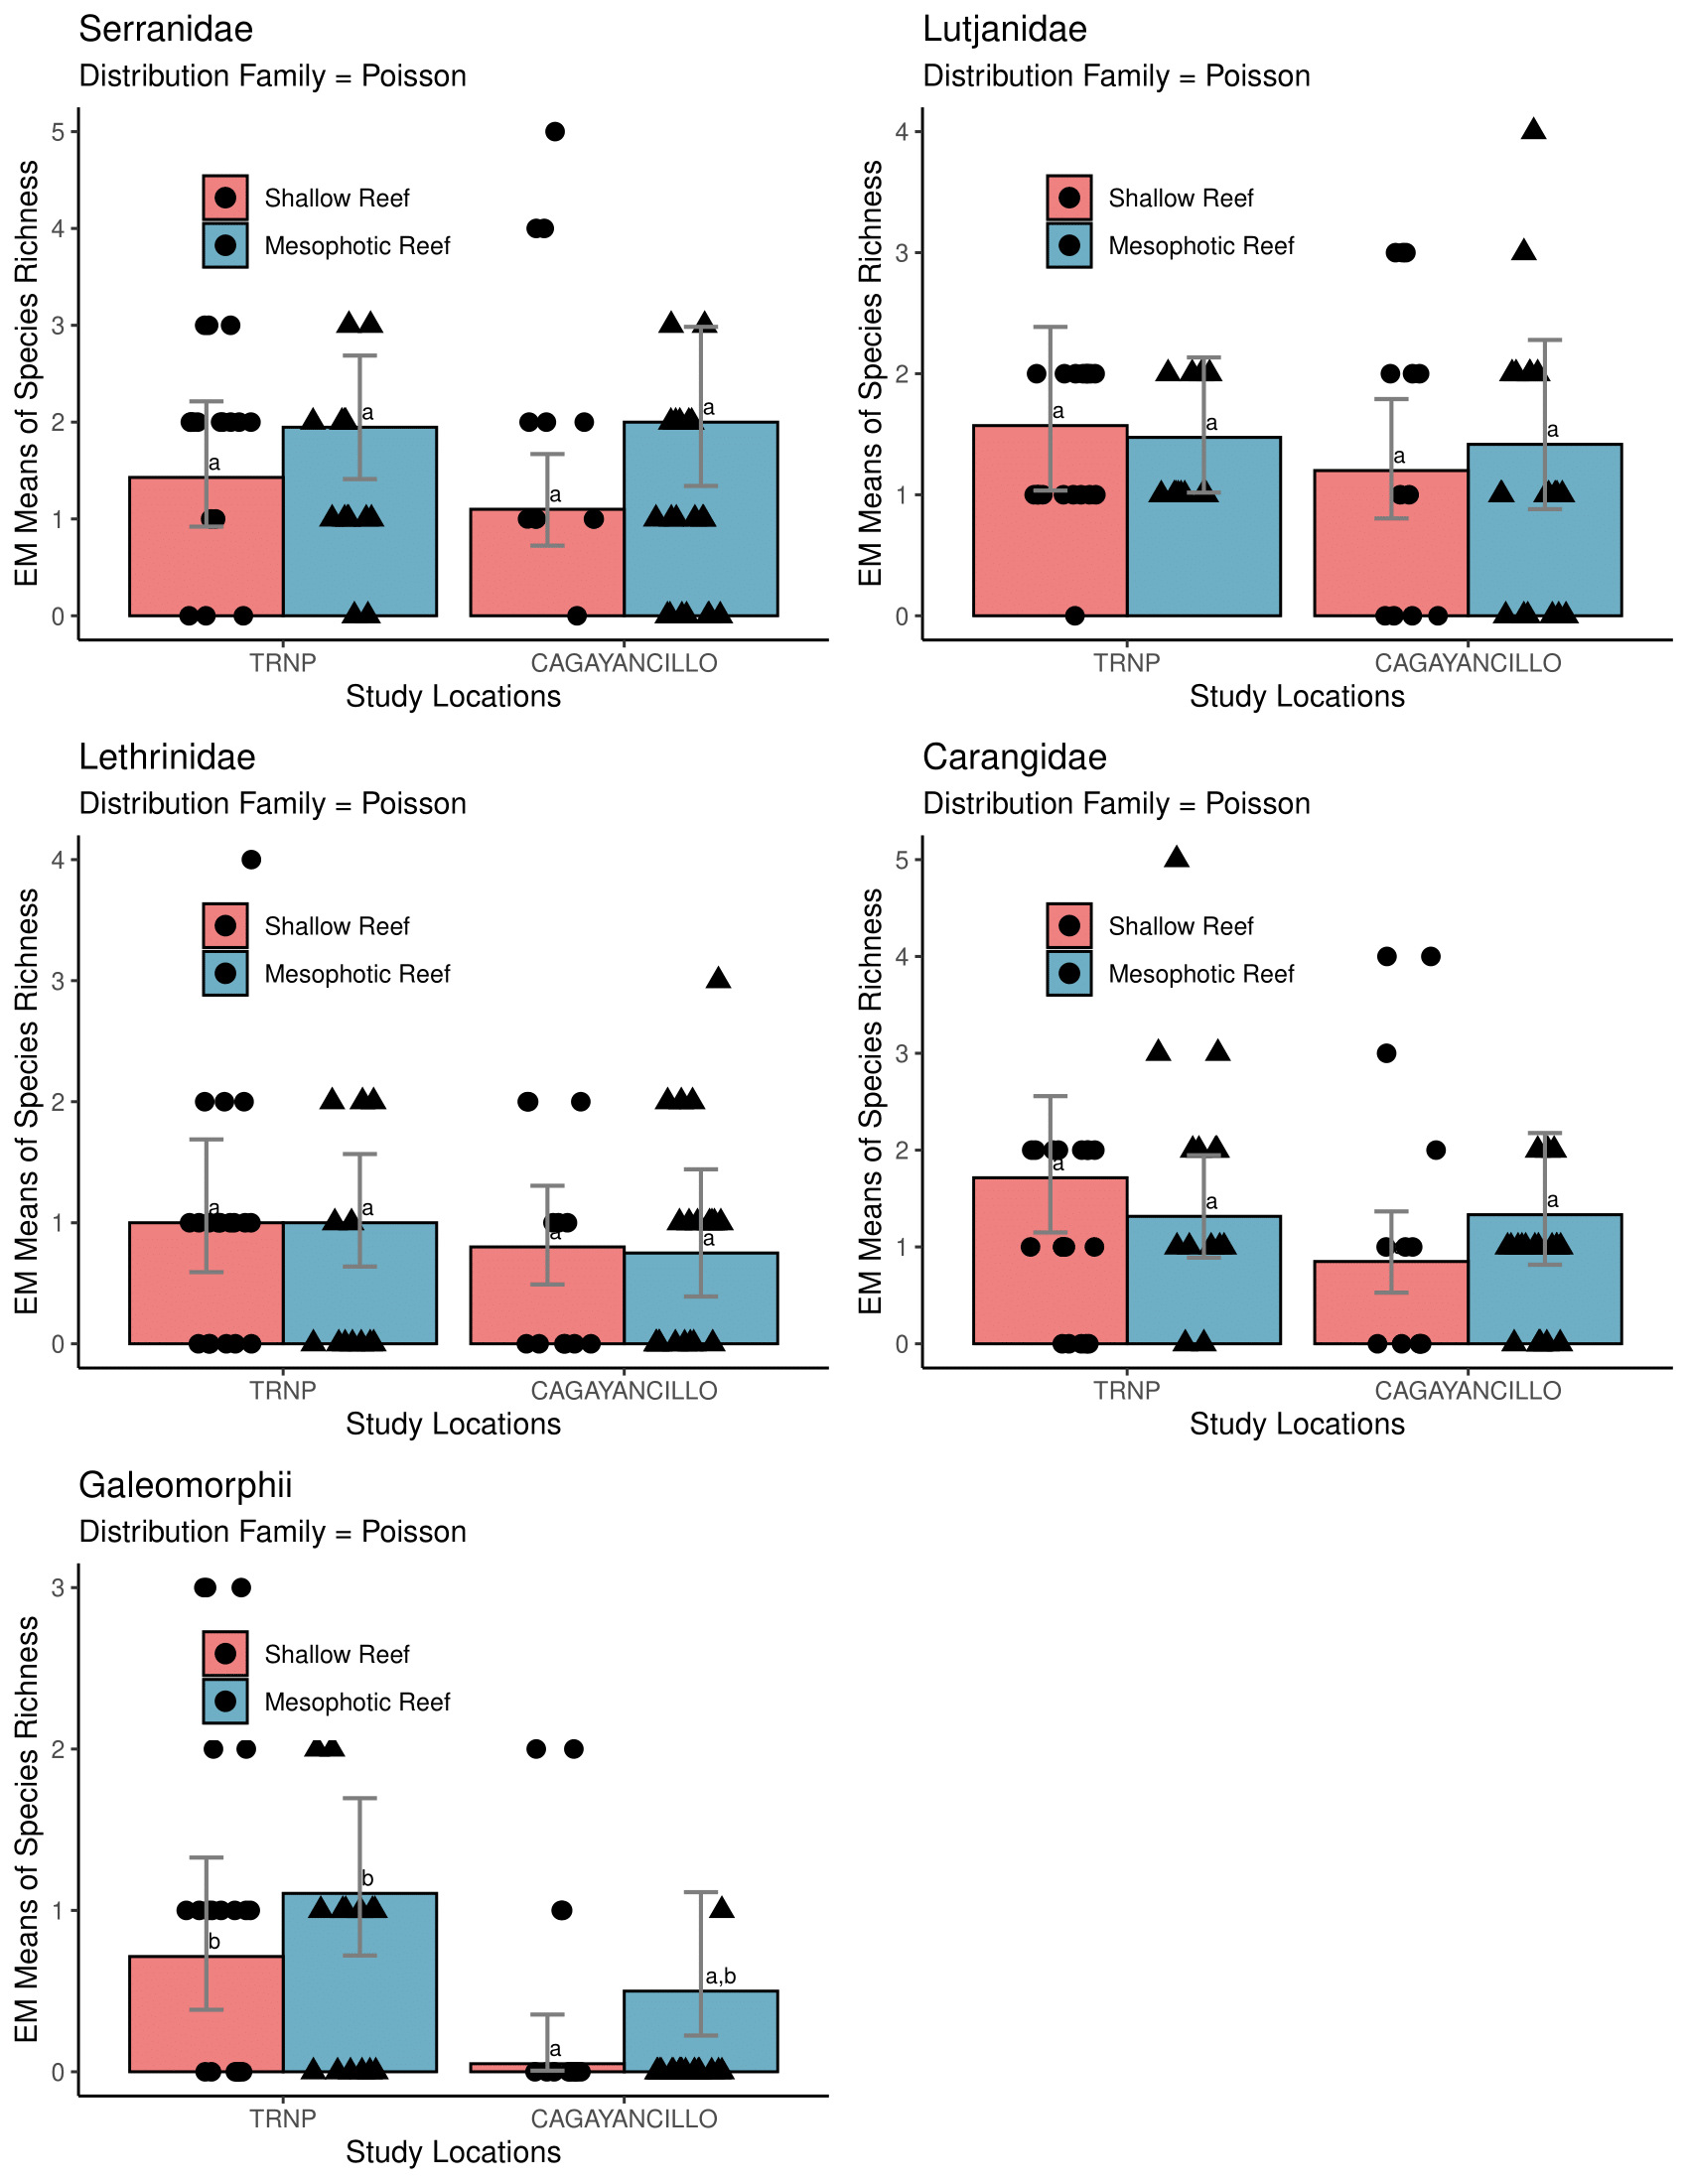 Serranidae
Distribution Family = Poisson
EM Means of Species Richness
5
4
3
2
1
0
Shallow Reef
Mesophotic Reef
a
a
a
a
TRNP
CAGAYANCILLO
Study Locations
Lutjanidae
Distribution Family = Poisson
EM Means of Species Richness
4
3
2
1
0
Shallow Reef
Mesophotic Reef
a
a
a
a
TRNP
CAGAYANCILLO
Study Locations
Lethrinidae
Distribution Family = Poisson
EM Means of Species Richness
4
3
2
1
0
Shallow Reef
Mesophotic Reef
a
a
a
a
TRNP
CAGAYANCILLO
Study Locations
Carangidae
Distribution Family = Poisson
EM Means of Species Richness
5
4
3
2
1
0
Shallow Reef
Mesophotic Reef
a
a
a
TRNP
CAGAYANCILLO
Study Locations
Galeomorphii
Distribution Family = Poisson
EM Means of Species Richness
3
2
1
0
Shallow Reef
Mesophotic Reef
b
b
a
a,b
TRNP
CAGAYANCILLO
Study Locations